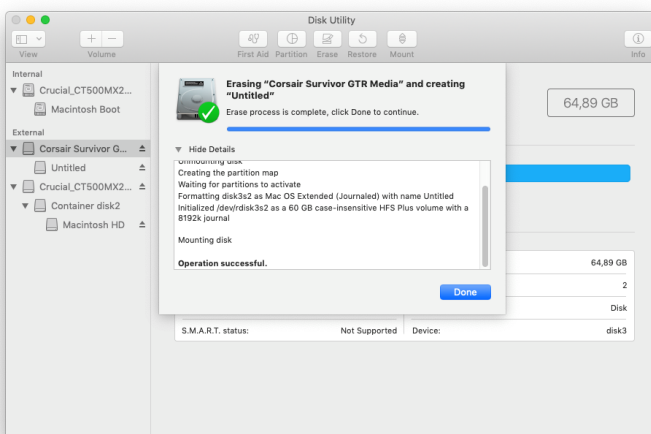 Disk Utility
View
Volume
First Aid
Partition
Erase
Restore
Mount
Info
Internal
Crucial_CT500MX2...
Macintosh Boot
External
Corsair Survivor G...
Untitled
Crucial_CT500MX2...
Container disk2
Macintosh HD
Erasing “Corsair Survivor GTR Media” and creating
“Untitled”
Erase process is complete, click Done to continue.
Hide Details
Unmounting disk
Creating the partition map
Waiting for partitions to activate
Formatting disk3s2 as Mac OS Extended (Journaled) with name Untitled
Initialized /dev/rdisk3s2 as a 60 GB case-insensitive HFS Plus volume with a
8192k journal
Mounting disk
Operation successful.
Done
64,89 GB
64,89 GB
2
Disk
S.M.A.R.T. status: Not Supported
Device: disk3